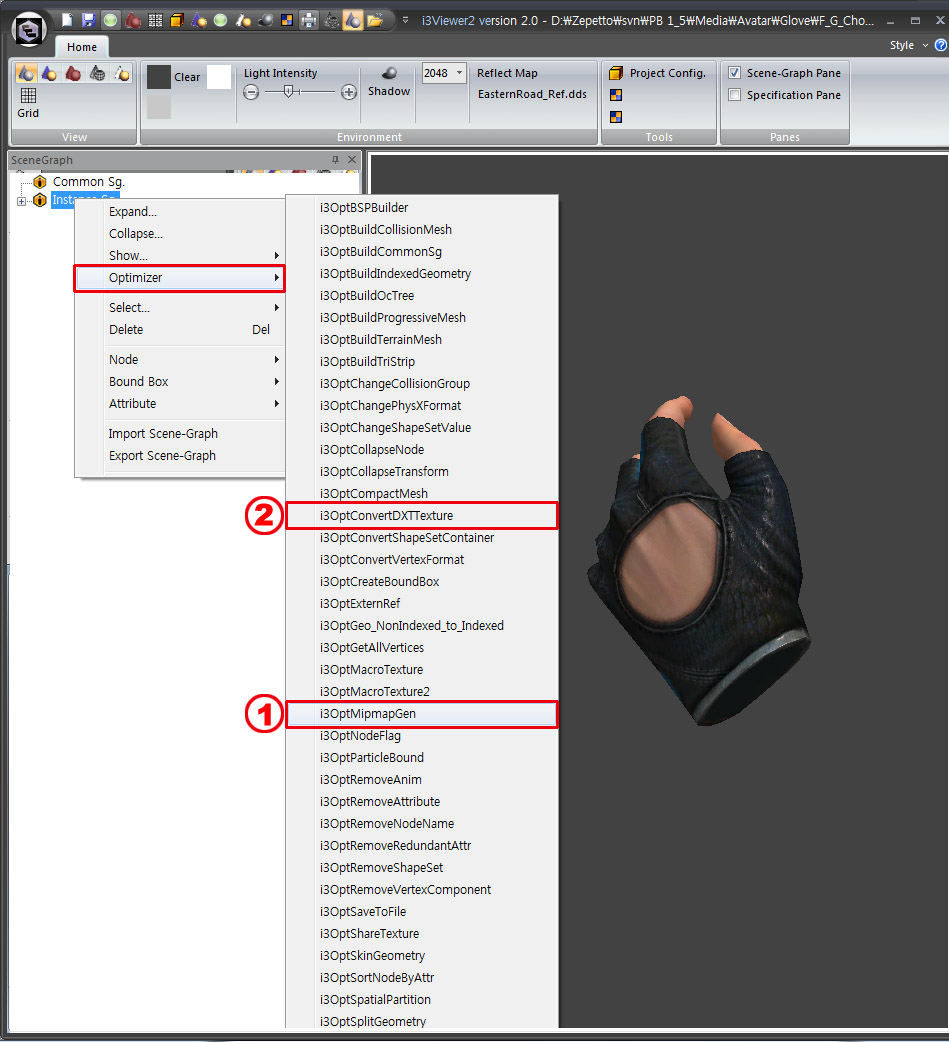 i3Viewer2 version 2.0 - D:₩Zepetto₩svn₩PB 1_5₩Media₩Avatar₩Glove₩F_G_Cho...
Home
Style
Clear
Light Intensity
Shadow
2048
Reflect Map
EasternRoad_Ref.dds
Project Config.
Scene-Graph Pane
Specification Pane
Grid
View
Environment
Tools
Panes
SceneGraph
Common Sg.
Expand...
Collapse...
Show...
Optimizer
Select...
Delete Del
Node
Bound Box
Attribute
Import Scene-Graph
Export Scene-Graph
i3OptBSPBuilder
i3OptBuildCollisionMesh
i3OptBuildCommonSg
i3OptBuildIndexedGeometry
i3OptBuildOcTree
i3OptBuildProgressiveMesh
i3OptBuildTerrainMesh
i3OptBuildTriStrip
i3OptChangeCollisionGroup
i3OptChangePhysXFormat
i3OptChangeShapeSetValue
i3OptCollapseNode
i3OptCollapseTransform
i3OptCompactMesh
② i3OptConvertDXTTexture
i3OptConvertShapeSetContainer
i3OptConvertVertexFormat
i3OptCreateBoundBox
i3OptExternRef
i3OptGeo_NonIndexed_to_Indexed
i3OptGetAllVertices
i3OptMacroTexture
i3OptMacroTexture2
① i3OptMipmapGen
i3OptNodeFlag
i3OptParticleBound
i3OptRemoveAnim
i3OptRemoveAttribute
i3OptRemoveNodeName
i3OptRemoveRedundantAttr
i3OptRemoveShapeSet
i3OptRemoveVertexComponent
i3OptSaveToFile
i3OptShareTexture
i3OptSkinGeometry
i3OptSortNodeByAttr
i3OptSpatialPartition
i3OptSplitGeometry